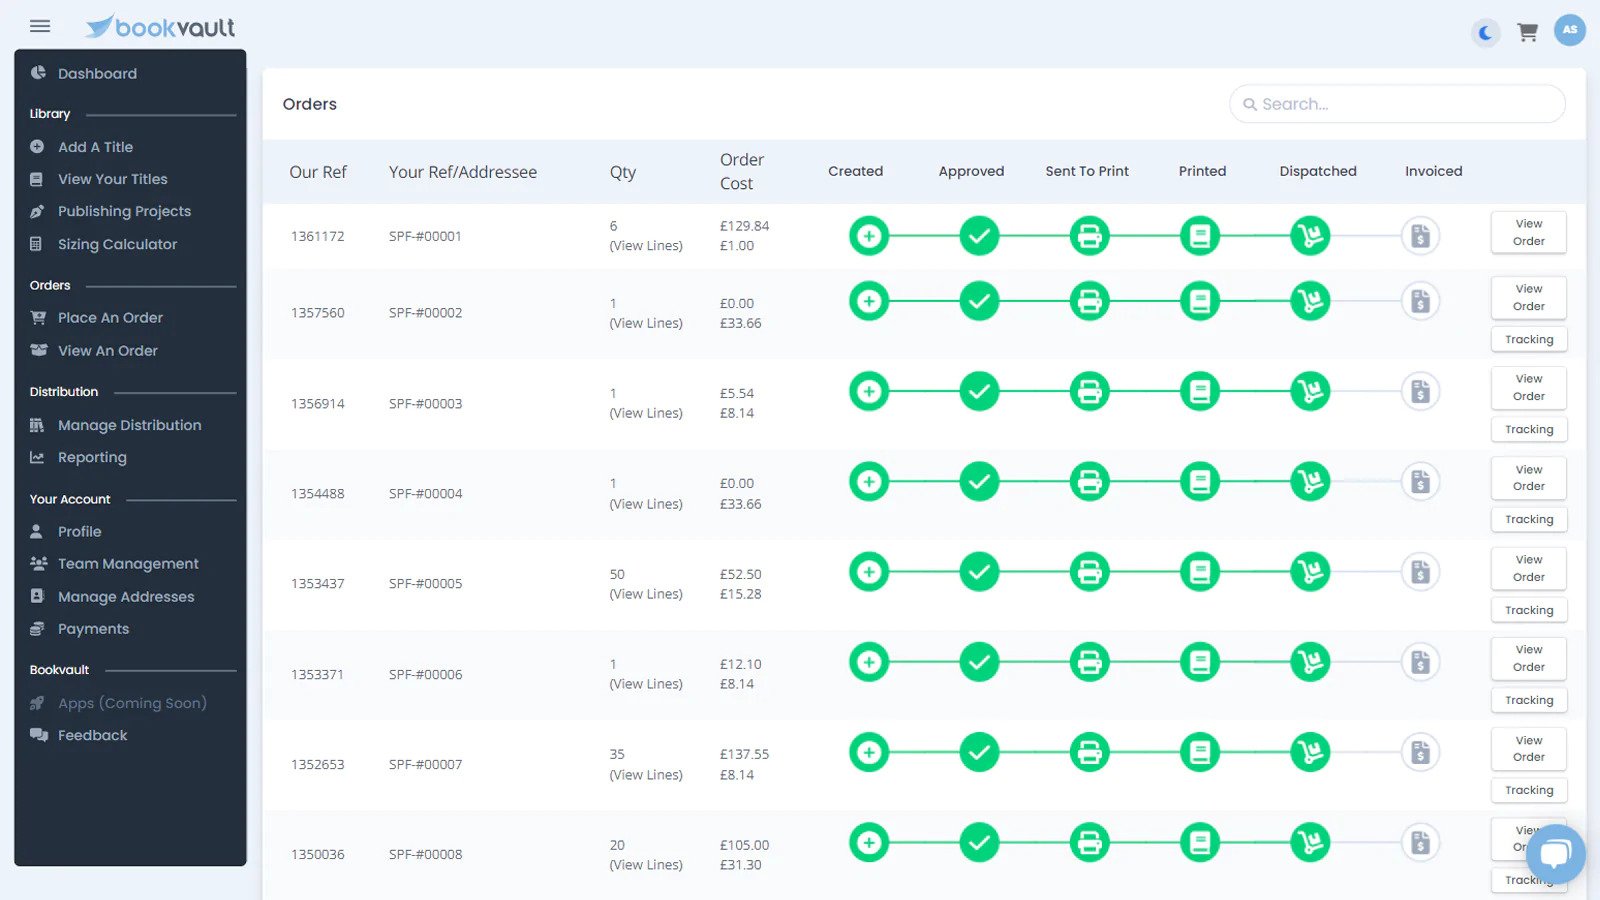 bookvault
AS
Dashboard
Library
Add A Title
View Your Titles
Publishing Projects
Sizing Calculator
Orders
Place An Order
View An Order
Distribution
Manage Distribution
Reporting
Your Account
Profile
Team Management
Manage Addresses
Payments
Bookvault
Apps (Coming Soon)
Feedback
Orders
Search...
Our Ref Your Ref/Addressee Qty Order Cost Created Approved Sent To Print Printed Dispatched Invoiced
1361172 SPF-#00001 6 (View Lines) £129.84 £1.00 View Order
1357560 SPF-#00002 1 (View Lines) £0.00 £33.66 View Order Tracking
1356914 SPF-#00003 1 (View Lines) £5.54 £8.14 View Order Tracking
1354488 SPF-#00004 1 (View Lines) £0.00 £33.66 View Order Tracking
1353437 SPF-#00005 50 (View Lines) £52.50 £15.28 View Order Tracking
1353371 SPF-#00006 1 (View Lines) £12.10 £8.14 View Order Tracking
1352653 SPF-#00007 35 (View Lines) £137.55 £8.14 View Order Tracking
1350036 SPF-#00008 20 (View Lines) £105.00 £31.30 View Tracking